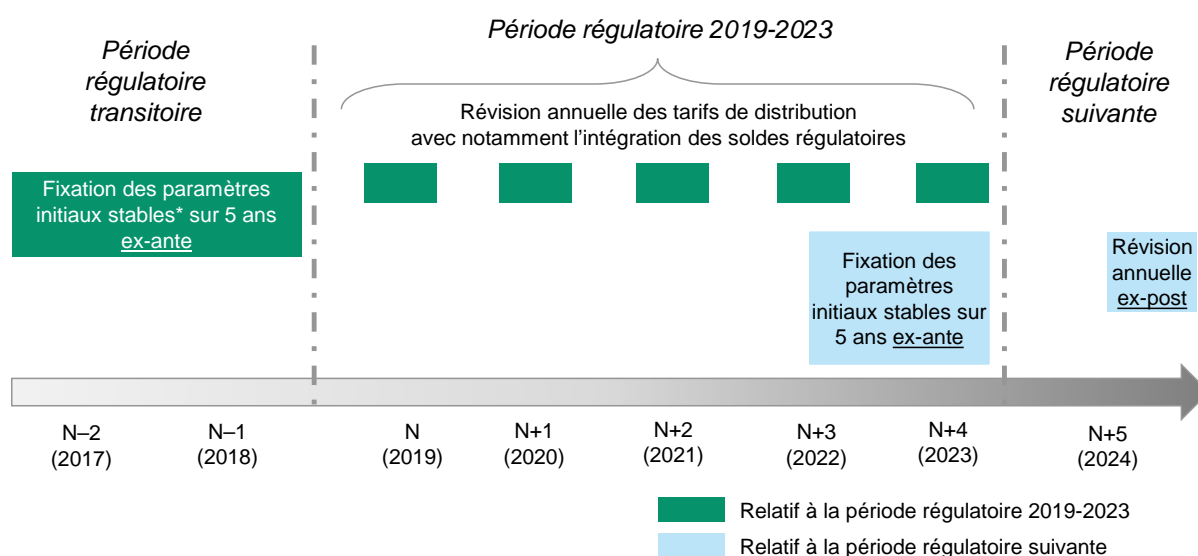 Période
régulatoire
transitoire
Période régulatoire 2019-2023
Période
régulatoire
suivante
Révision annuelle des tarifs de distribution
avec notamment l'intégration des soldes régulatoires
Fixation des paramètres
initiaux stables* sur 5 ans
ex-ante
Fixation des
paramètres
initiaux stables sur
5 ans ex-ante
Révision
annuelle
ex-post
N–2
(2017)
N–1
(2018)
N
(2019)
N+1
(2020)
N+2
(2021)
N+3
(2022)
N+4
(2023)
N+5
(2024)
Relatif à la période régulatoire 2019-2023
Relatif à la période régulatoire suivante